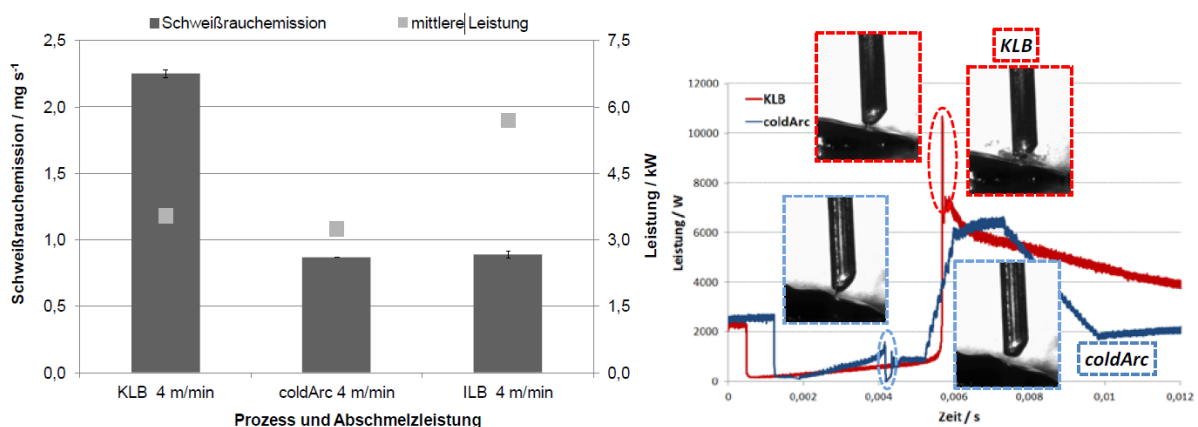 Schweißrauchemission
mittlere Leistung
2,5
2,0
1,5
1,0
0,5
0,0
Schweißrauchemission / mg s-1
7,5
6,0
4,5
3,0
1,5
0,0
Leistung / kW
KLB 4 m/min
coldArc 4 m/min
ILB 4 m/min
Prozess und Abschmelzleistung
KLB
12000
10000
8000
6000
4000
2000
0
Leistung / W
KLB
coldArc
coldArc
0
0,002
0,004
0,006
0,008
0,01
0,012
Zeit / s